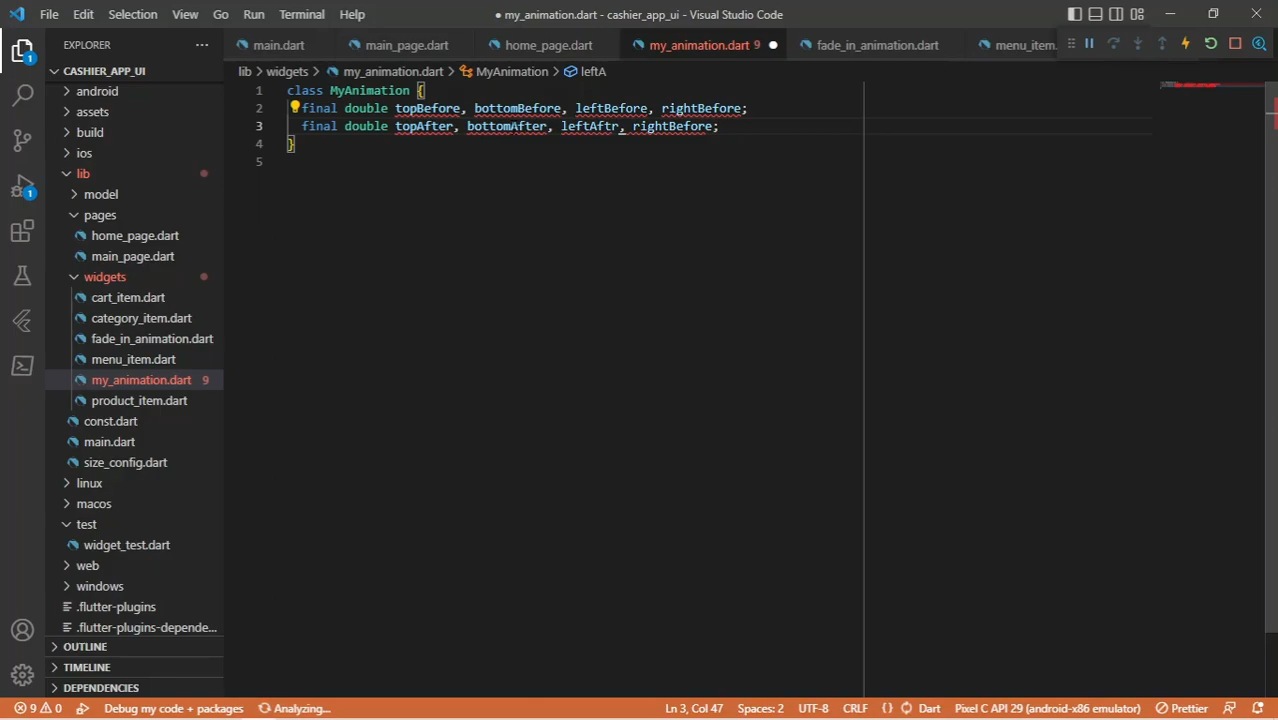 File Edit Selection View Go Run Terminal Help
● my_animation.dart - cashier_app_ui - Visual Studio Code
EXPLORER
main.dart main_page.dart home_page.dart my_animation.dart 9 fade_in_animation.dart menu_item.
CASHIER_APP_UI
lib > widgets > my_animation.dart > MyAnimation > leftA
android
assets
build
ios
lib
model
pages
home_page.dart
main_page.dart
widgets
cart_item.dart
category_item.dart
fade_in_animation.dart
menu_item.dart
my_animation.dart 9
product_item.dart
const.dart
main.dart
size_config.dart
linux
macos
test
widget_test.dart
web
windows
.flutter-plugins
.flutter-plugins-depende...
OUTLINE
TIMELINE
DEPENDENCIES
1
1
1 class MyAnimation {
2 final double topBefore, bottomBefore, leftBefore, rightBefore;
3 final double topAfter, bottomAfter, leftAftr, rightBefore;
4 }
5
9 0 Debug my code + packages Analyzing... Ln 3, Col 47 Spaces: 2 UTF-8 CRLF {} Dart Pixel C API 29 (android-x86 emulator) Prettier